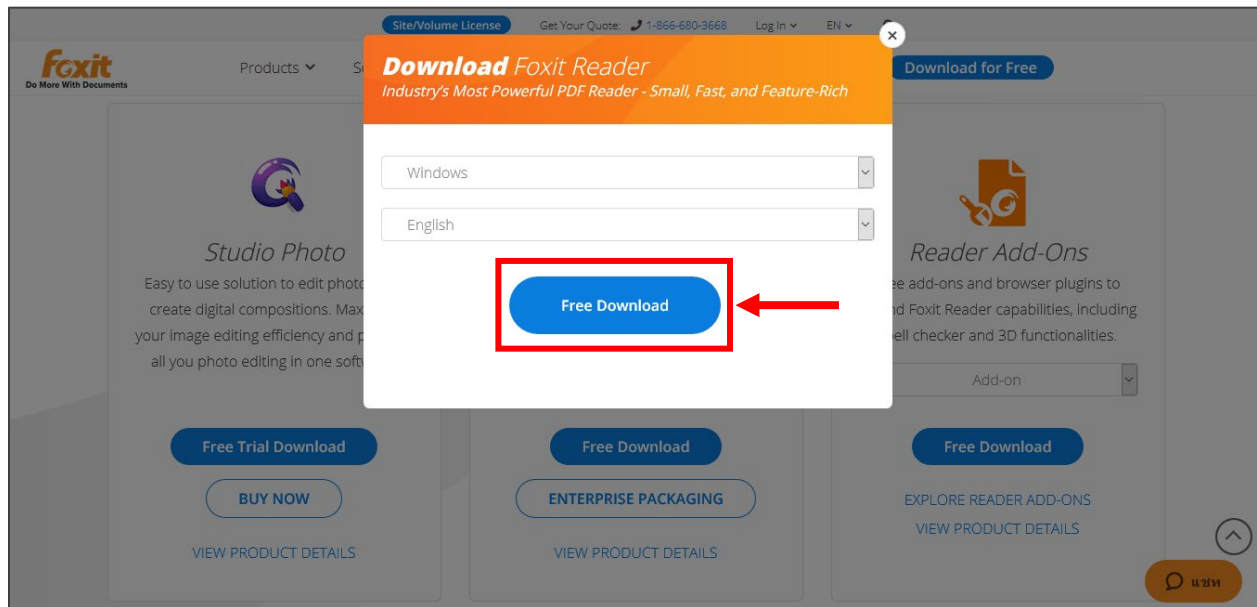 Site/Volume License
Get Your Quote: 1-866-680-3668
Log In
EN
Foxit
Do More With Documents
Products
S
Download for Free
Download Foxit Reader
Industry's Most Powerful PDF Reader - Small, Fast, and Feature-Rich
Windows
English
Free Download
Studio Photo
Easy to use solution to edit phot
create digital compositions. Max
your image editing efficiency and p
all you photo editing in one soft
Free Trial Download
BUY NOW
VIEW PRODUCT DETAILS
Free Download
ENTERPRISE PACKAGING
VIEW PRODUCT DETAILS
Reader Add-Ons
ee add-ons and browser plugins to
nd Foxit Reader capabilities, including
ell checker and 3D functionalities.
Add-on
Free Download
EXPLORE READER ADD-ONS
VIEW PRODUCT DETAILS
แชท